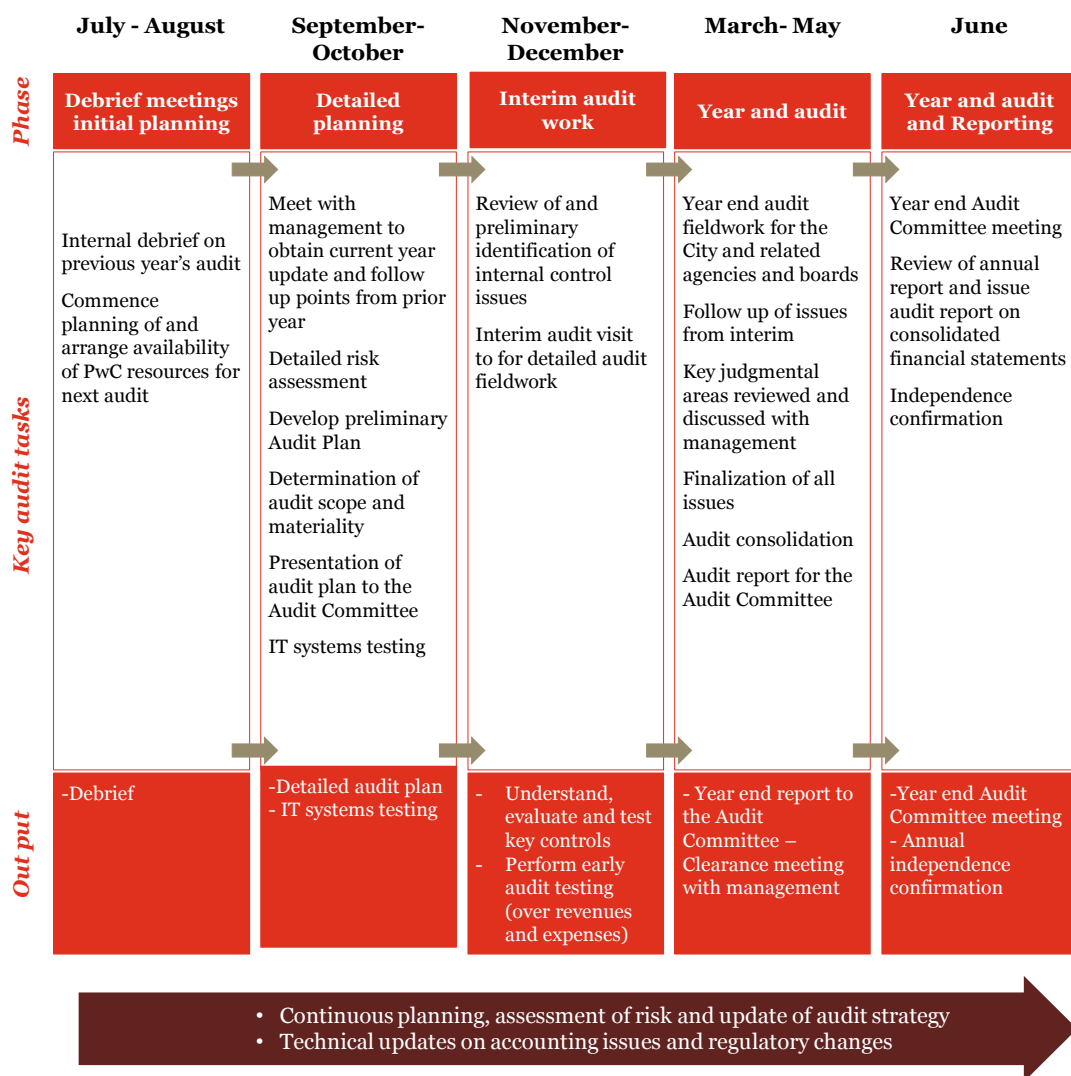 July - August
September-
October
November-
December
March- May
June
Phase
Debrief meetings
initial planning
Detailed
planning
Interim audit
work
Year and audit
Year and audit
and Reporting
Key audit tasks
Internal debrief on
previous year's audit
Commence
planning of and
arrange availability
of PwC resources for
next audit
Meet with
management to
obtain current year
update and follow
up points from prior
year
Detailed risk
assessment
Develop preliminary
Audit Plan
Determination of
audit scope and
materiality
Presentation of
audit plan to the
Audit Committee
IT systems testing
Review of and
preliminary
identification of
internal control
issues
Interim audit visit
to for detailed audit
fieldwork
Year end audit
fieldwork for the
City and related
agencies and boards
Follow up of issues
from interim
Key judgmental
areas reviewed and
discussed with
management
Finalization of all
issues
Audit consolidation
Audit report for the
Audit Committee
Year end Audit
Committee meeting
Review of annual
report and issue
audit report on
consolidated
financial statements
Independence
confirmation
Out put
-Debrief
-Detailed audit plan
- IT systems testing
- Understand,
evaluate and test
key controls
- Perform early
audit testing
(over revenues
and expenses)
- Year end report to
the Audit
Committee –
Clearance meeting
with management
-Year end Audit
Committee meeting
- Annual
independence
confirmation
• Continuous planning, assessment of risk and update of audit strategy
• Technical updates on accounting issues and regulatory changes